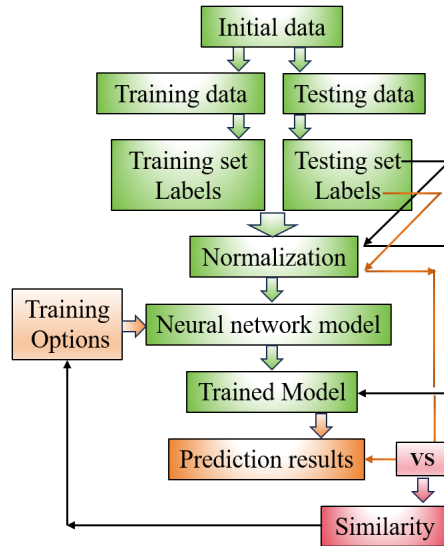 Initial data
Training data
Testing data
Training set
Labels
Testing set
Labels
Normalization
Training
Options
Neural network model
Trained Model
Prediction results
vs
Similarity